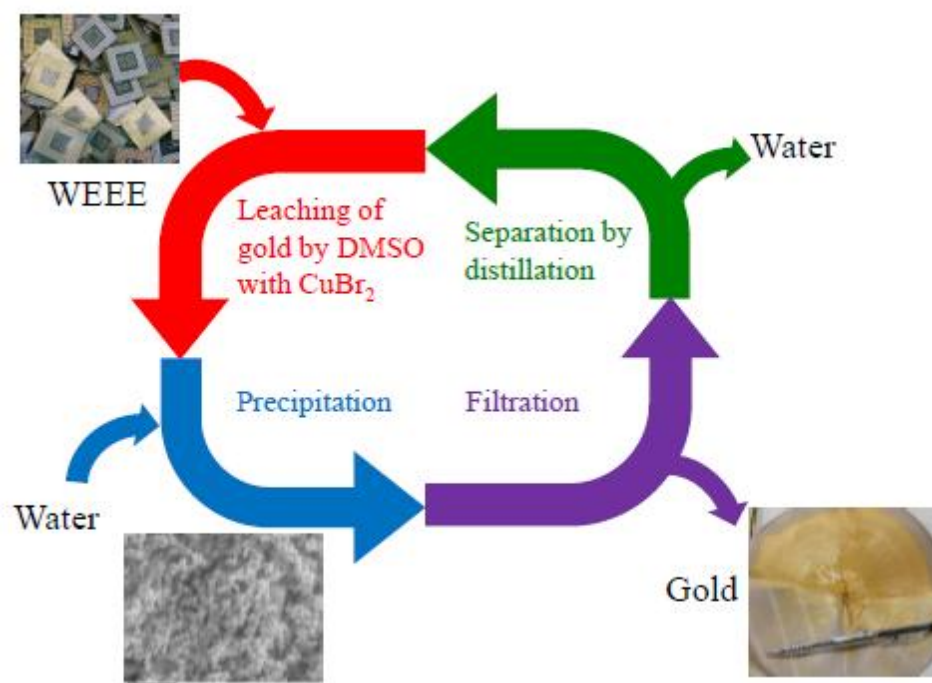 WEEE
Leaching of
gold by DMSO
with CuBr₂
Separation by
distillation
Water
Precipitation
Filtration
Water
Gold